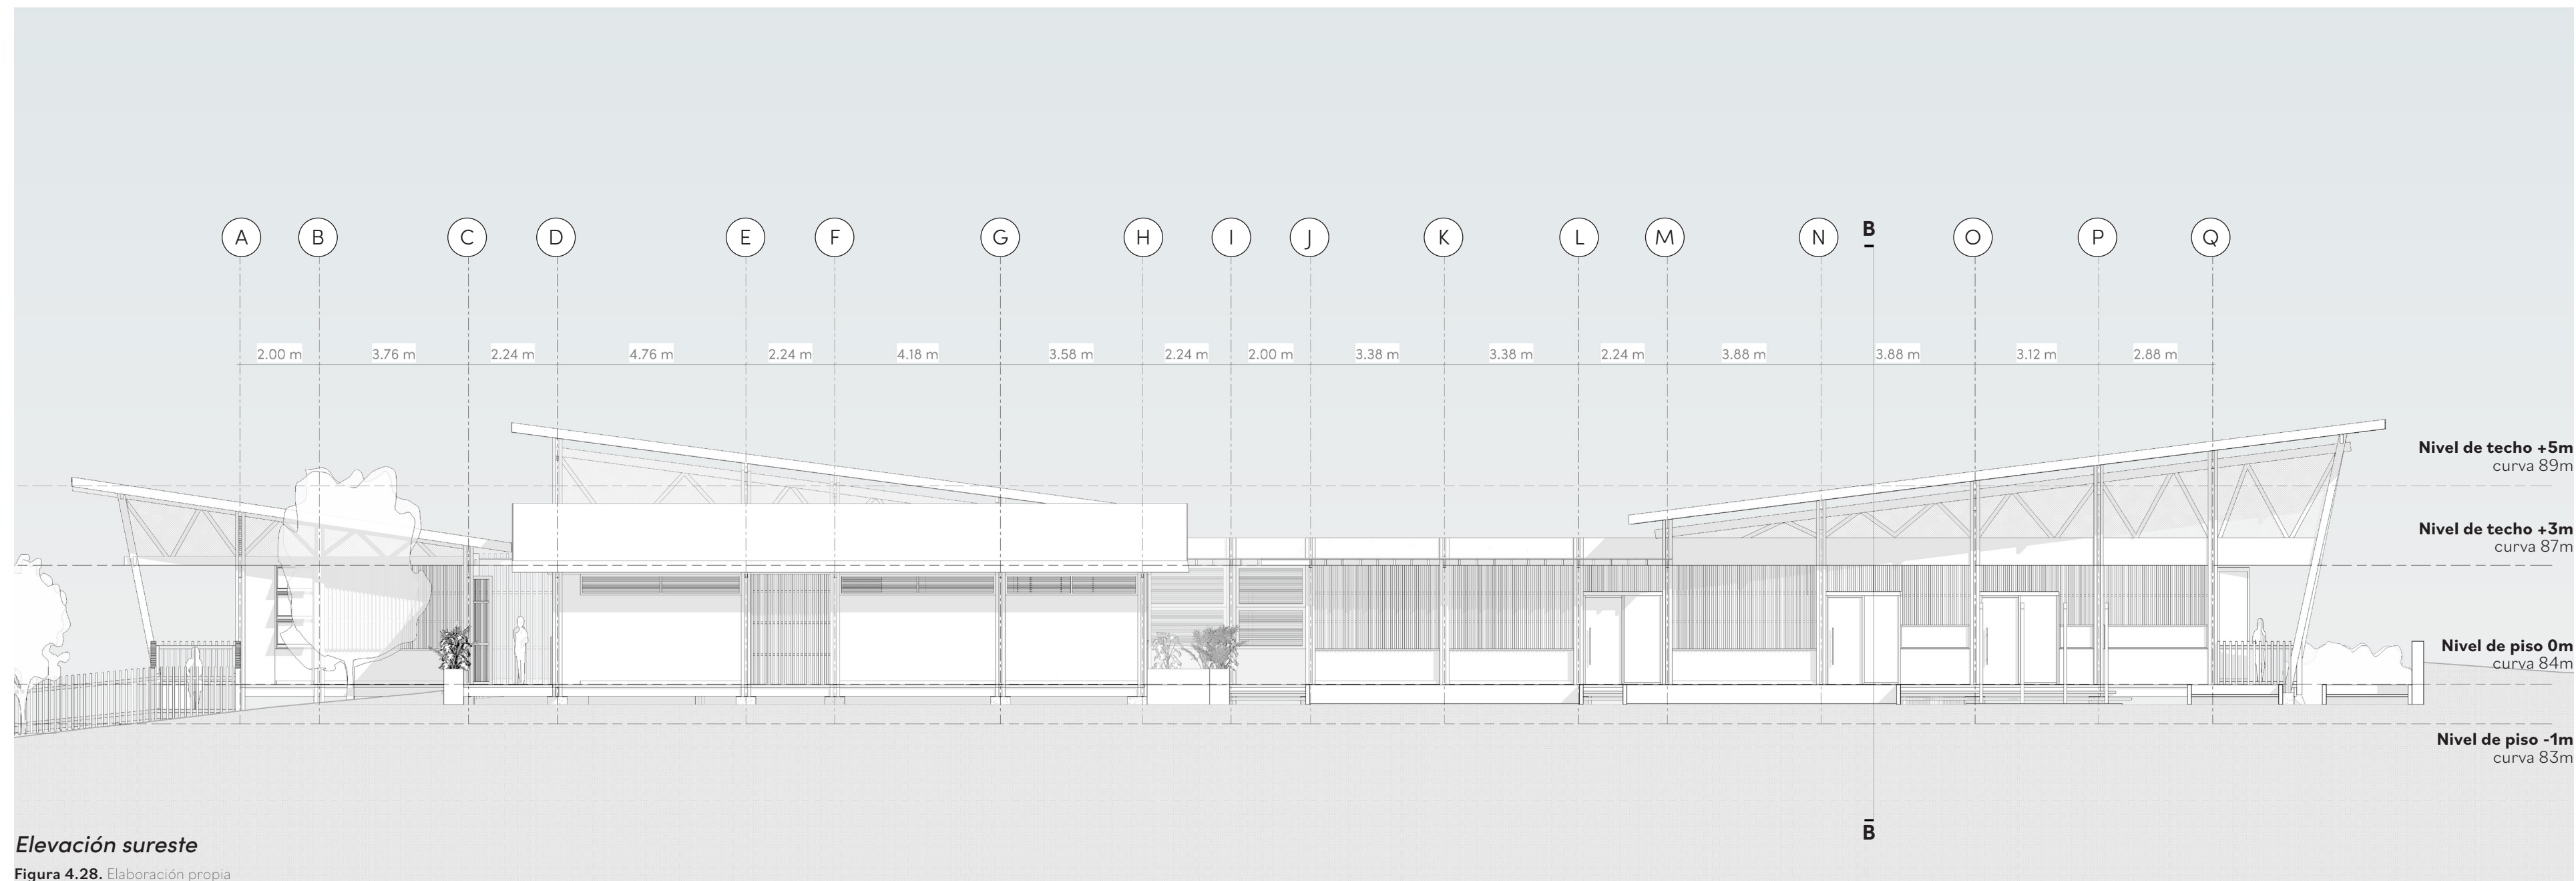 B
A B C D E F G H I J K L M N O P Q
2.00 m 3.76 m 2.24 m 4.76 m 2.24 m 4.18 m 3.58 m 2.24 m 2.00 m 3.38 m 3.38 m 2.24 m 3.88 m 3.88 m 3.12 m 2.88 m
Nivel de techo +5m
curva 89m
Nivel de techo +3m
curva 87m
Nivel de piso 0m
curva 84m
Nivel de piso -1m
curva 83m
B
Elevación sureste
Figura 4.28. Elaboración propia